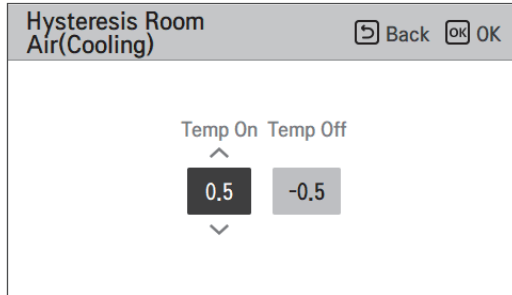 Hysteresis Room
Air(Cooling)
Back OK OK
Temp On Temp Off
0.5 -0.5